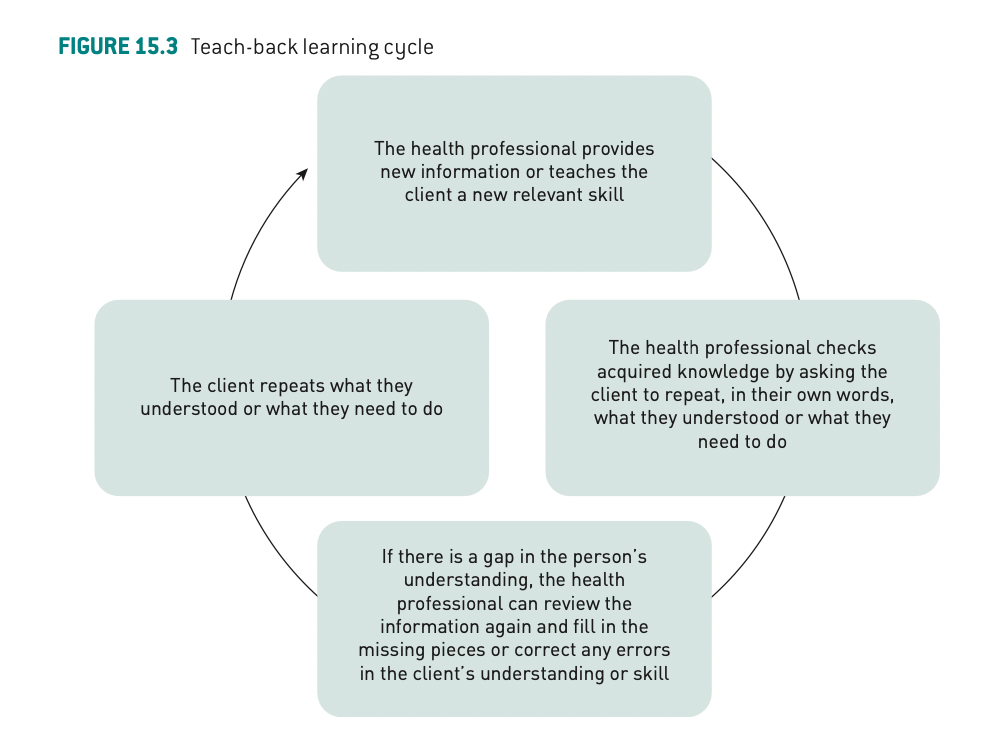 FIGURE 15.3 Teach-back learning cycle
The health professional provides
new information or teaches the
client a new relevant skill
The health professional checks
acquired knowledge by asking the
client to repeat, in their own words,
what they understood or what they
need to do
If there is a gap in the person's
understanding, the health
professional can review the
information again and fill in the
missing pieces or correct any errors
in the client's understanding or skill
The client repeats what they
understood or what they need to do